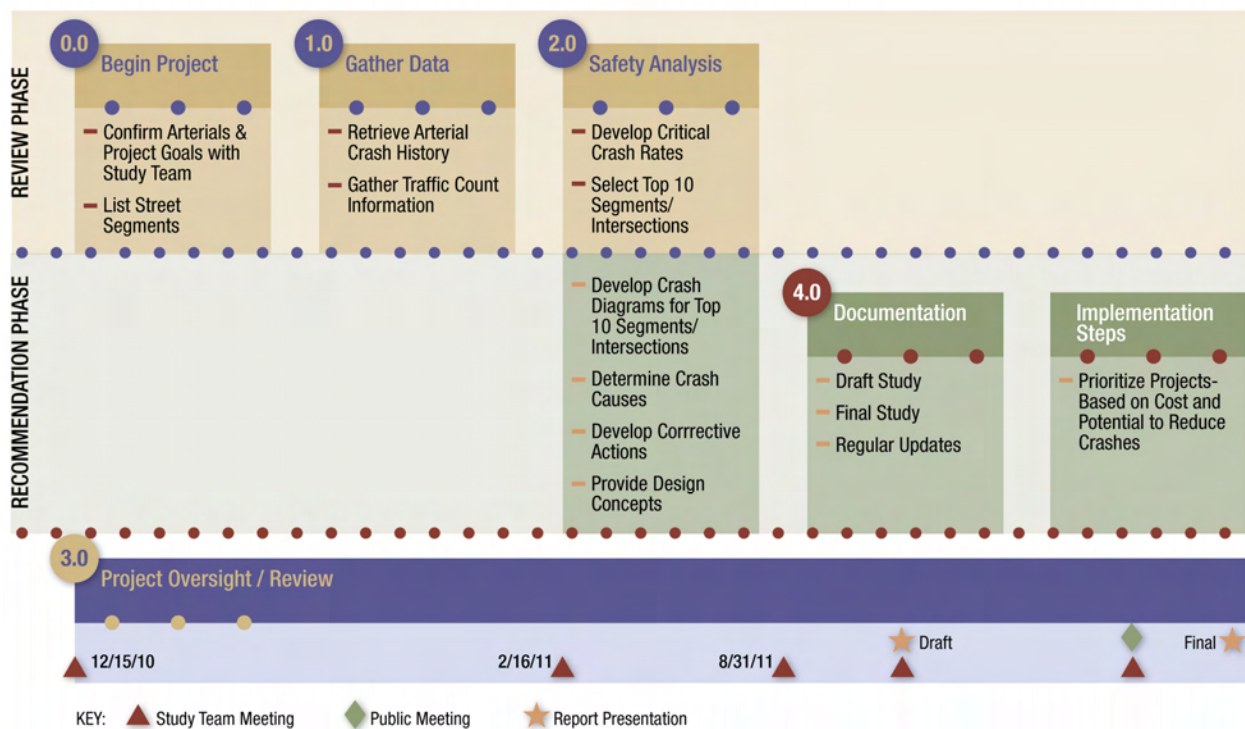 REVIEW PHASE
0.0
Begin Project
Confirm Arterials &
Project Goals with
Study Team
List Street
Segments
1.0
Gather Data
Retrieve Arterial
Crash History
Gather Traffic Count
Information
2.0
Safety Analysis
Develop Critical
Crash Rates
Select Top 10
Segments/
Intersections
RECOMMENDATION PHASE
Develop Crash
Diagrams for Top
10 Segments/
Intersections
Determine Crash
Causes
Develop Corrrective
Actions
Provide Design
Concepts
4.0
Documentation
Draft Study
Final Study
Regular Updates
Implementation
Steps
Prioritize Projects-
Based on Cost and
Potential to Reduce
Crashes
3.0
Project Oversight / Review
12/15/10
2/16/11
8/31/11
Draft
Final
KEY:
Study Team Meeting
Public Meeting
Report Presentation